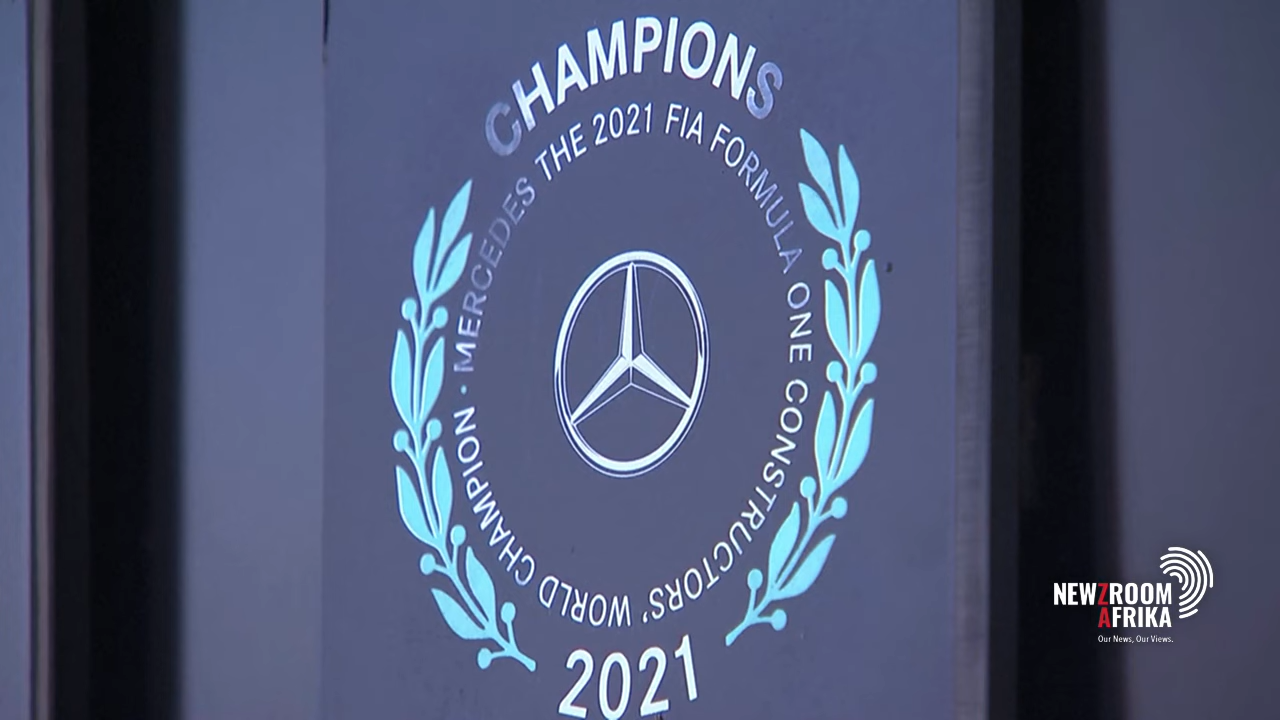 CHAMPIONS
MERCEDES THE 2021 FIA FORMULA ONE CONSTRUCTORS' WORLD CHAMPION ·
2021
NEWZROOM
AFRIKA
Our News, Our Views.